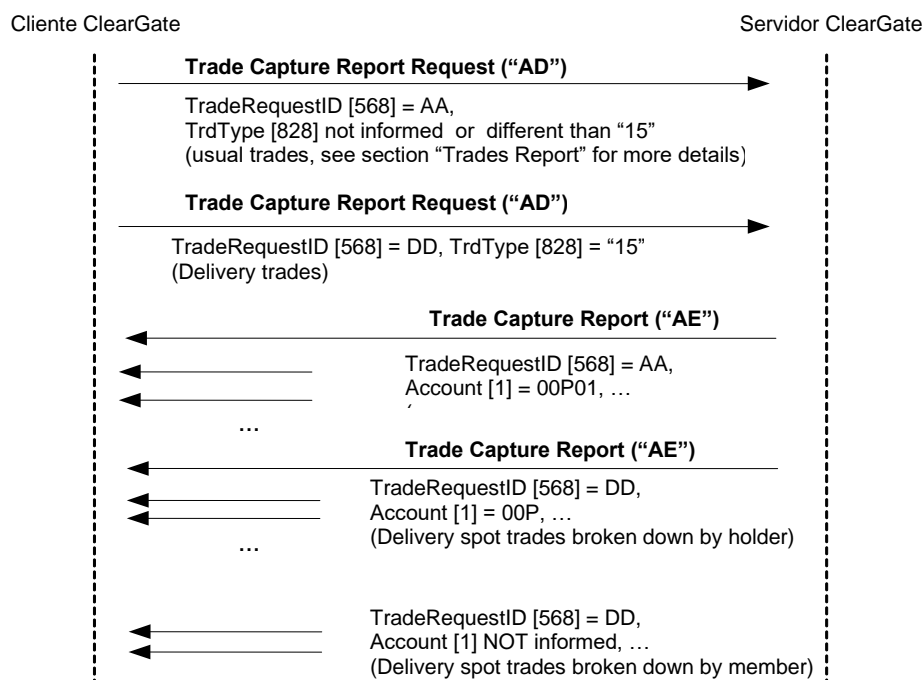 Cliente ClearGate
Servidor ClearGate
Trade Capture Report Request (“AD”)
TradeRequestID [568] = AA,
TrdType [828] not informed or different than “15”
(usual trades, see section “Trades Report” for more details)
Trade Capture Report Request (“AD”)
TradeRequestID [568] = DD, TrdType [828] = “15”
(Delivery trades)
Trade Capture Report (“AE”)
TradeRequestID [568] = AA,
Account [1] = 00P01, …
…
Trade Capture Report (“AE”)
TradeRequestID [568] = DD,
Account [1] = 00P, …
(Delivery spot trades broken down by holder)
…
TradeRequestID [568] = DD,
Account [1] NOT informed, …
(Delivery spot trades broken down by member)